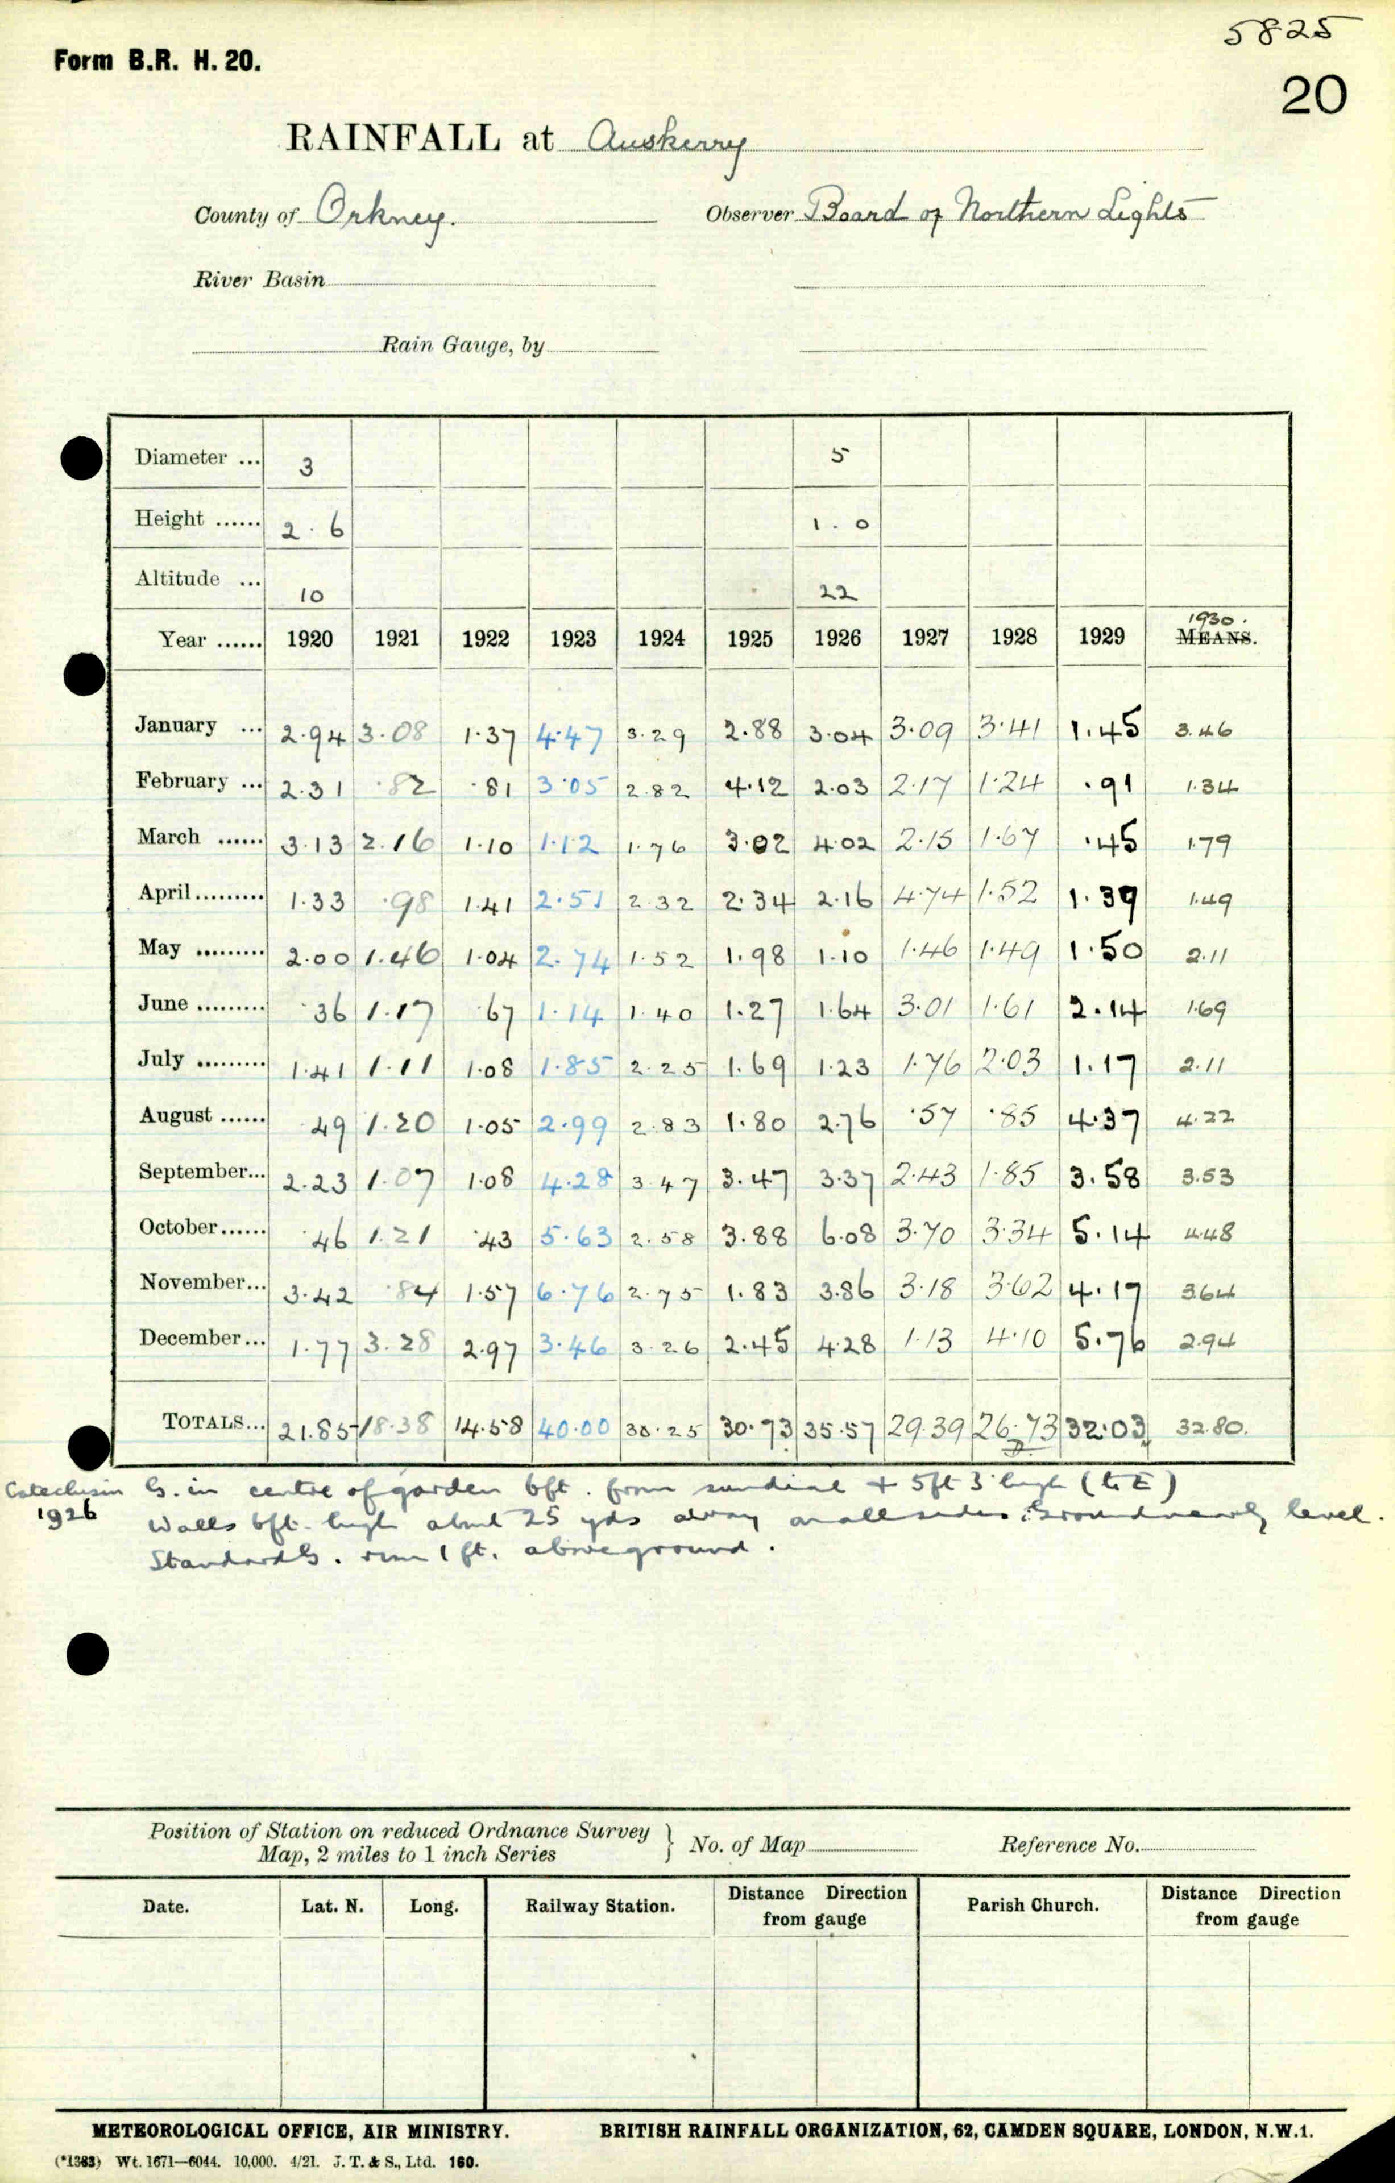 5825
Form B.R. H. 20.
20
RAINFALL at Auskerry
County of Orkney. Observer Board of Northern Lights
River Basin
Rain Gauge, by
Diameter ... 3 5
Height ...... 2.6 1.0
Altitude ... 10 22
1930.
Year ...... 1920 1921 1922 1923 1924 1925 1926 1927 1928 1929 MEANS.
January ... 2.94 3.08 1.37 4.47 3.29 2.88 3.04 3.09 3.41 1.45 3.46
February ... 2.31 .82 .81 3.05 2.82 4.12 2.03 2.17 1.24 .91 1.34
March ...... 3.13 2.16 1.10 1.12 1.76 3.02 4.02 2.15 1.67 .45 1.79
April ......... 1.33 .98 1.41 2.51 2.32 2.34 2.16 4.74 1.52 1.39 1.49
May ......... 2.00 1.46 1.04 2.74 1.52 1.98 1.10 1.46 1.49 1.50 2.11
June ......... .36 1.17 .67 1.14 1.40 1.27 1.64 3.01 1.61 2.14 1.69
July ......... 1.41 1.11 1.08 1.85 2.25 1.69 1.23 1.76 2.03 1.17 2.11
August ...... .49 1.20 1.05 2.99 2.83 1.80 2.76 .57 .85 4.37 4.22
September... 2.23 1.07 1.08 4.28 3.47 3.47 3.37 2.43 1.85 3.58 3.53
October...... .46 1.21 .43 5.63 2.58 3.88 6.08 3.70 3.34 5.14 4.48
November... 3.42 .84 1.57 6.76 2.75 1.83 3.86 3.18 3.62 4.17 3.64
December... 1.77 3.28 2.97 3.46 3.26 2.45 4.28 1.13 4.10 5.76 2.94
TOTALS... 21.85 18.38 14.58 40.00 30.25 30.73 35.57 29.39 26.73 32.03 32.80.
Catechism G. in centre of garden 6ft. from sundial + 5ft 3 high (to E)
1926 Walls 6ft. high about 25 yds away on all sides. Ground nearly level.
Standard G. rim 1 ft. above ground.
Position of Station on reduced Ordnance Survey
Map, 2 miles to 1 inch Series } No. of Map Reference No.
Date. Lat. N. Long. Railway Station. Distance Direction from gauge Parish Church. Distance Direction from gauge
METEOROLOGICAL OFFICE, AIR MINISTRY. BRITISH RAINFALL ORGANIZATION, 62, CAMDEN SQUARE, LONDON, N.W.1.
(*1383) Wt. 1671—6044. 10,000. 4/21. J. T. & S., Ltd. 160.